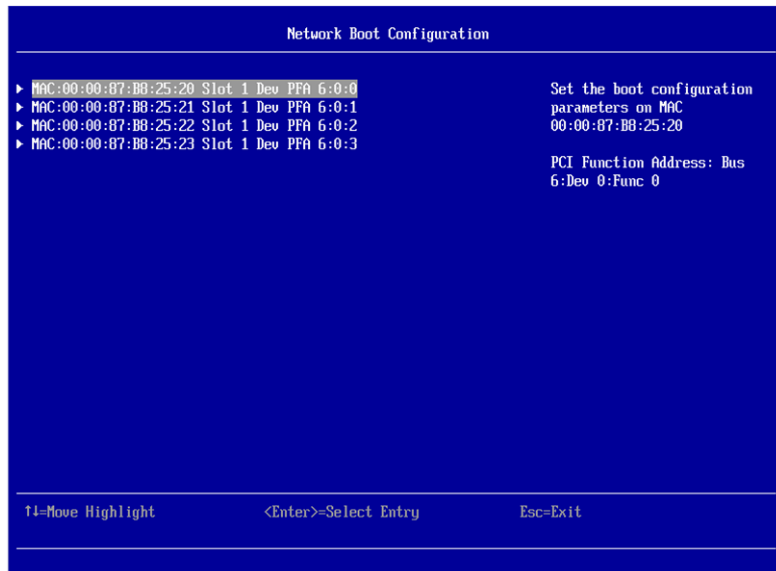 Network Boot Configuration
▶ MAC:00:00:87:B8:25:20 Slot 1 Dev PFA 6:0:0
▶ MAC:00:00:87:B8:25:21 Slot 1 Dev PFA 6:0:1
▶ MAC:00:00:87:B8:25:22 Slot 1 Dev PFA 6:0:2
▶ MAC:00:00:87:B8:25:23 Slot 1 Dev PFA 6:0:3
Set the boot configuration
parameters on MAC
00:00:87:B8:25:20
PCI Function Address: Bus
6:Dev 0:Func 0
↑↓=Move Highlight <Enter>=Select Entry Esc=Exit